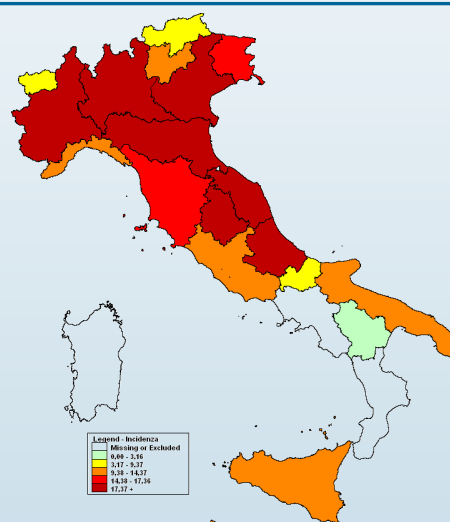 Legend - Incidenza
Missing or Excluded
0,00 - 3,16
3,17 - 9,37
9,38 - 14,37
14,38 - 17,36
17,37 +